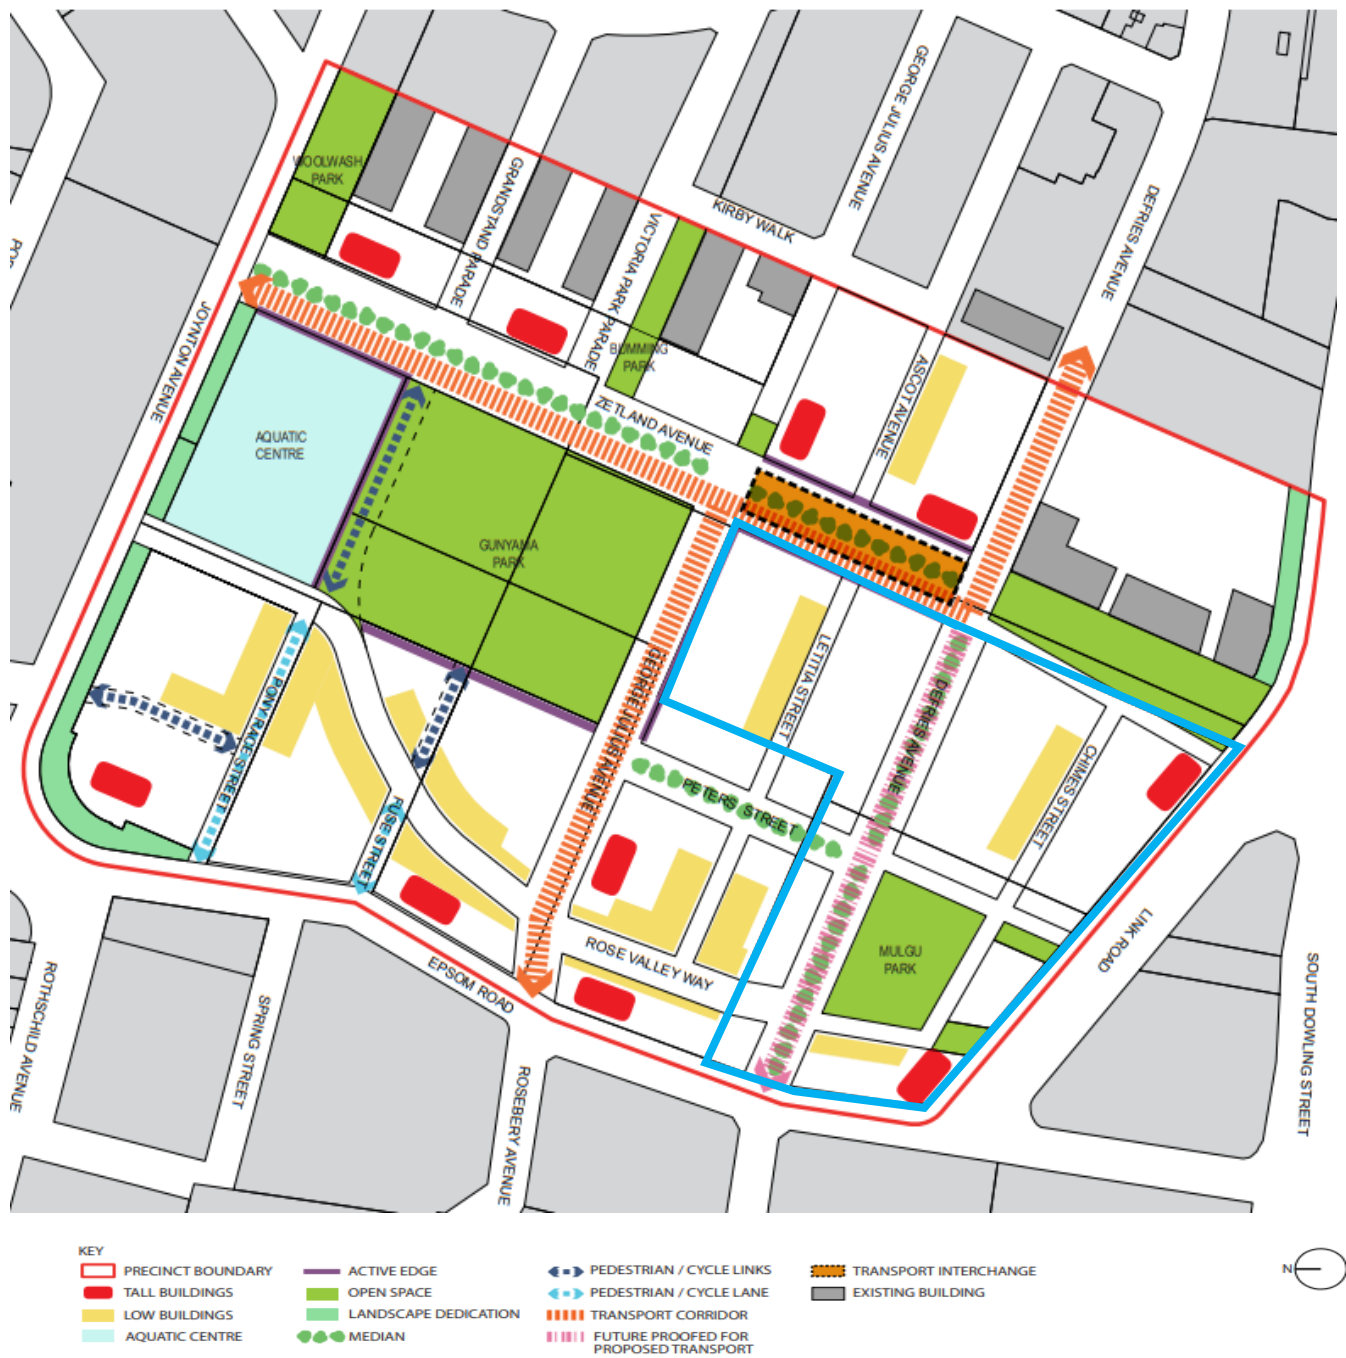 GEORGE JULIUS AVENUE
WOOLWASH
PARK
GRANDSTAND PARADE
VICTORIA PARK PARADE
KIRBY WALK
DEFRIES AVENUE
JOYNTON AVENUE
BUMMING
PARK
ZETLAND AVENUE
ASCOT AVENUE
AQUATIC
CENTRE
GUNYAMA
PARK
GEORGE JULIUS AVENUE
LETITIA STREET
DEFRIES AVENUE
CHIMES STREET
PONY RACE STREET
FUSE STREET
PETERS STREET
ROSE VALLEY WAY
MULGU
PARK
LINK ROAD
EPSOM ROAD
ROTHSCHILD AVENUE
SPRING STREET
ROSEBERY AVENUE
SOUTH DOWLING STREET
KEY
PRECINCT BOUNDARY
TALL BUILDINGS
LOW BUILDINGS
AQUATIC CENTRE
ACTIVE EDGE
OPEN SPACE
LANDSCAPE DEDICATION
MEDIAN
PEDESTRIAN / CYCLE LINKS
PEDESTRIAN / CYCLE LANE
TRANSPORT CORRIDOR
FUTURE PROOFED FOR
PROPOSED TRANSPORT
TRANSPORT INTERCHANGE
EXISTING BUILDING
N